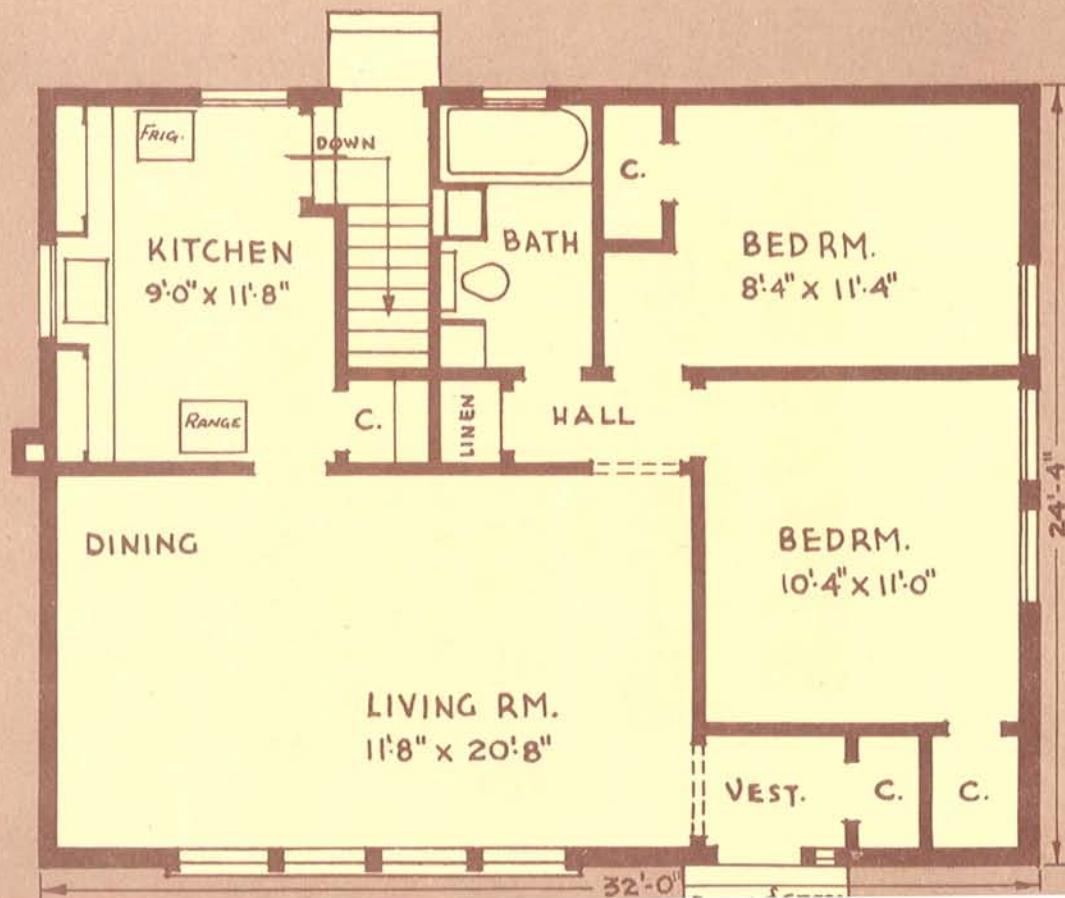 FRIG.
DOWN
C.
KITCHEN
9'-0" X 11'-8"
BATH
BED RM.
8'-4" X 11'-4"
RANGE
C.
LINEN
HALL
DINING
BEDRM.
10'-4" X 11'-0"
24'-4"
LIVING RM.
11'-8" X 20'-8"
VEST.
C.
C.
32'-0"